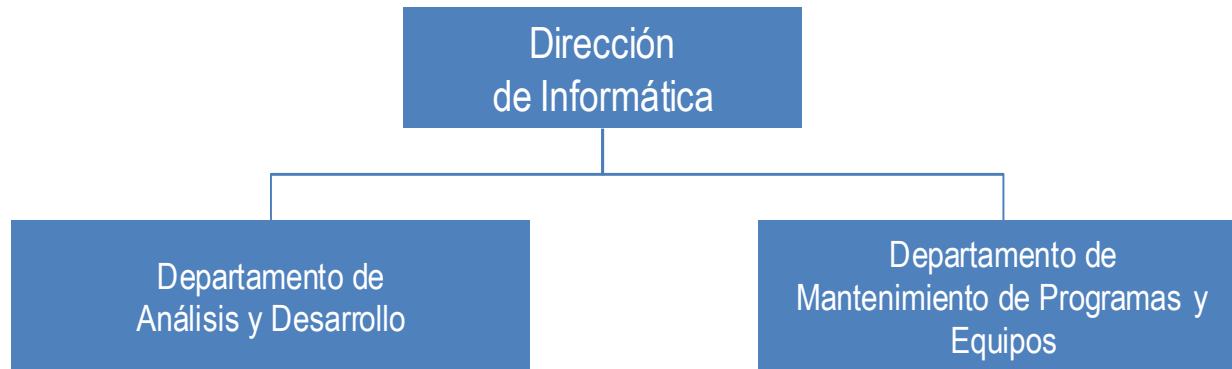 Dirección
de Informática
Departamento de
Análisis y Desarrollo
Departamento de
Mantenimiento de Programas y
Equipos